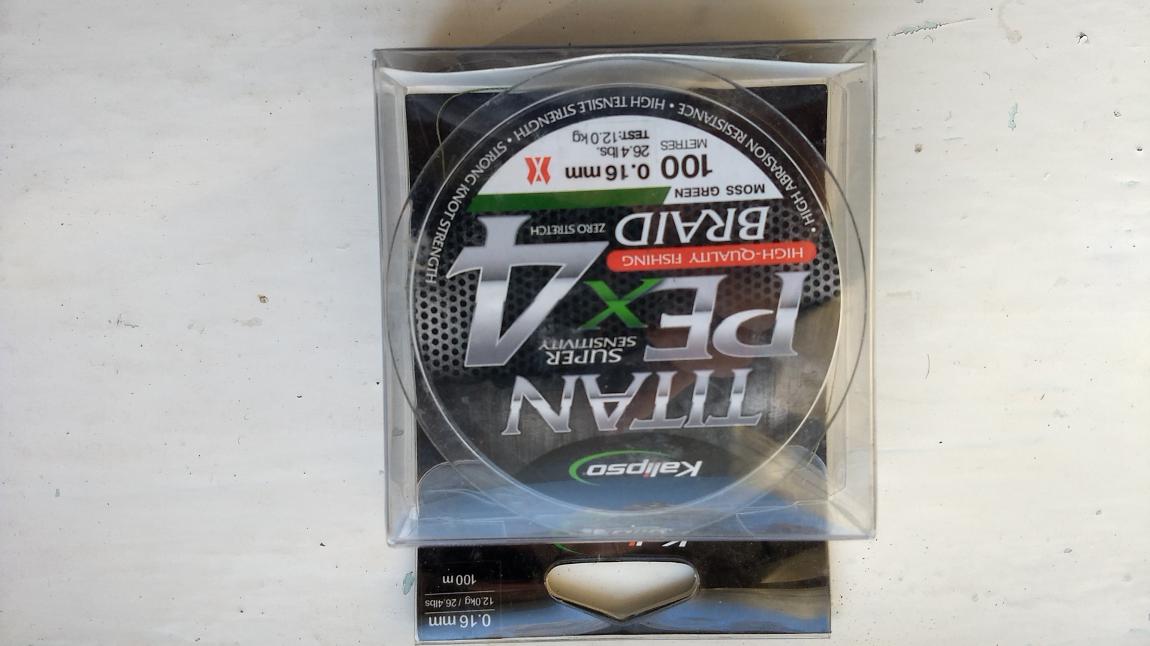 Kalipso
TITAN
PE X 4
SUPER
SENSITIVITY
HIGH-QUALITY FISHING
BRAID
ZERO STRETCH
MOSS GREEN
100
METRES
0.16 mm
26.4 lbs.
TEST: 12.0 kg
• HIGH ABRASION RESISTANCE • HIGH TENSILE STRENGTH • STRONG KNOT STRENGTH
0.16 mm
12.0kg / 26.4lbs
100 m